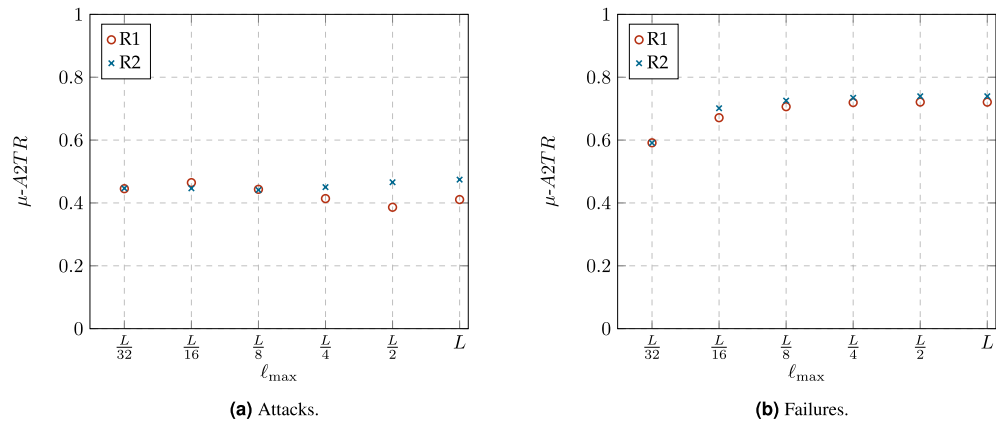 1
0.8
0.6
0.4
0.2
0
μ-A2TR
R1
R2
L/32 L/16 L/8 L/4 L/2 L
ℓmax
(a) Attacks.
1
0.8
0.6
0.4
0.2
0
μ-A2TR
R1
R2
L/32 L/16 L/8 L/4 L/2 L
ℓmax
(b) Failures.